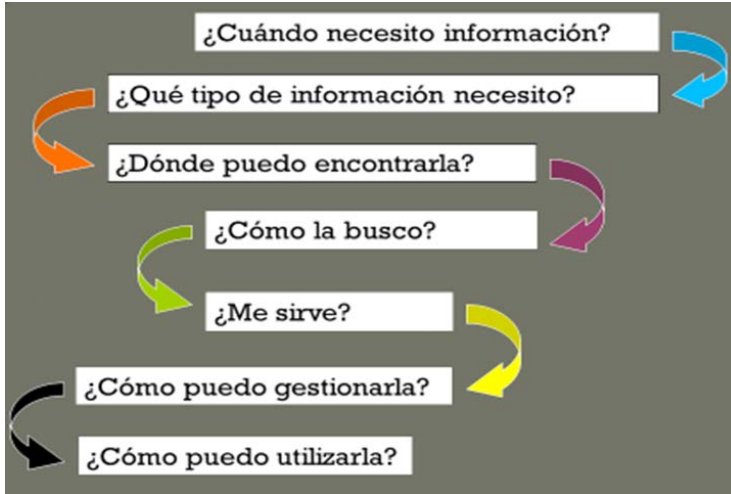 ¿Cuándo necesito información?
¿Qué tipo de información necesito?
¿Dónde puedo encontrarla?
¿Cómo la busco?
¿Me sirve?
¿Cómo puedo gestionarla?
¿Cómo puedo utilizarla?